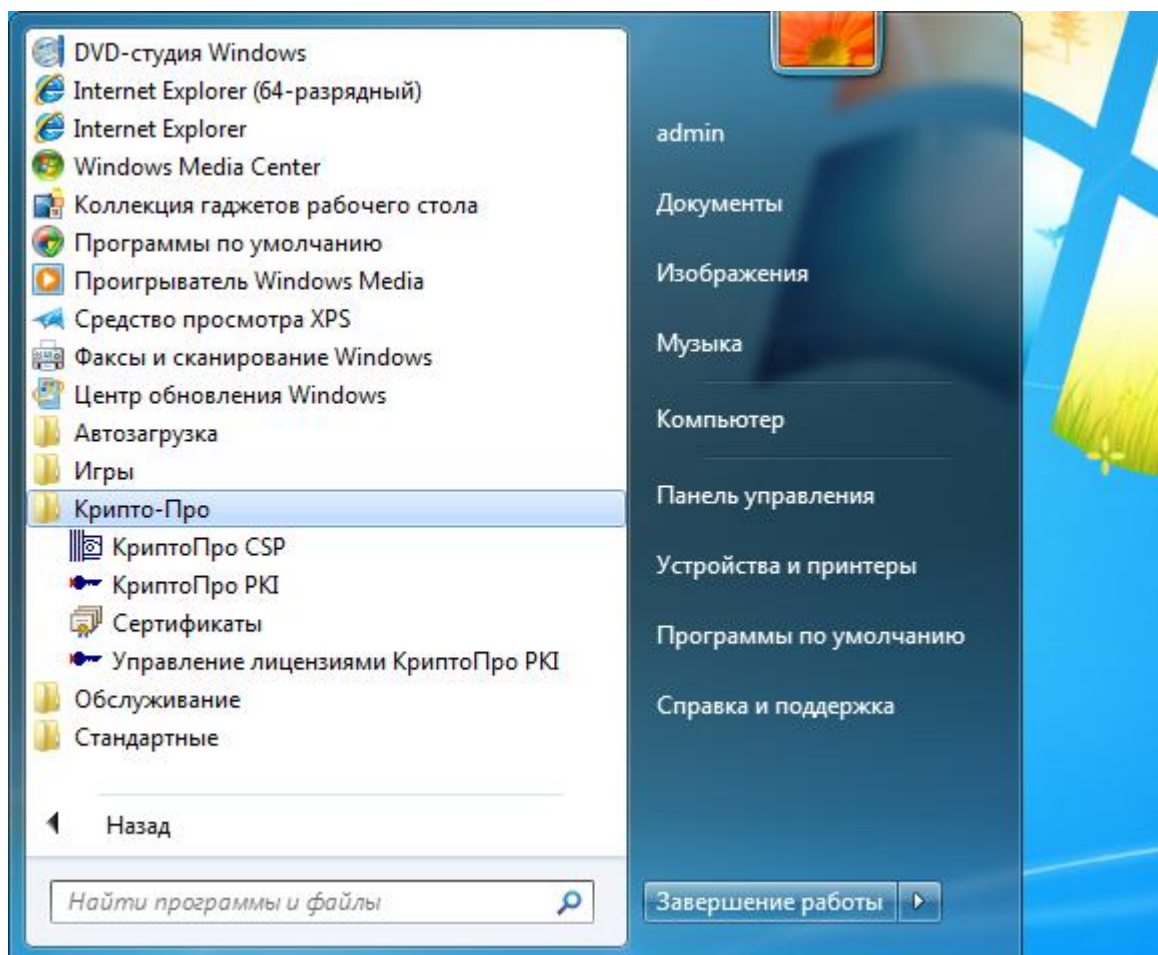 DVD-студия Windows
Internet Explorer (64-разрядный)
Internet Explorer
Windows Media Center
Коллекция гаджетов рабочего стола
Программы по умолчанию
Проигрыватель Windows Media
Средство просмотра XPS
Факсы и сканирование Windows
Центр обновления Windows
Автозагрузка
Игры
Крипто-Про
КриптоПро CSP
КриптоПро PKI
Сертификаты
Управление лицензиями КриптоПро PKI
Обслуживание
Стандартные
Назад
Найти программы и файлы
admin
Документы
Изображения
Музыка
Компьютер
Панель управления
Устройства и принтеры
Программы по умолчанию
Справка и поддержка
Завершение работы